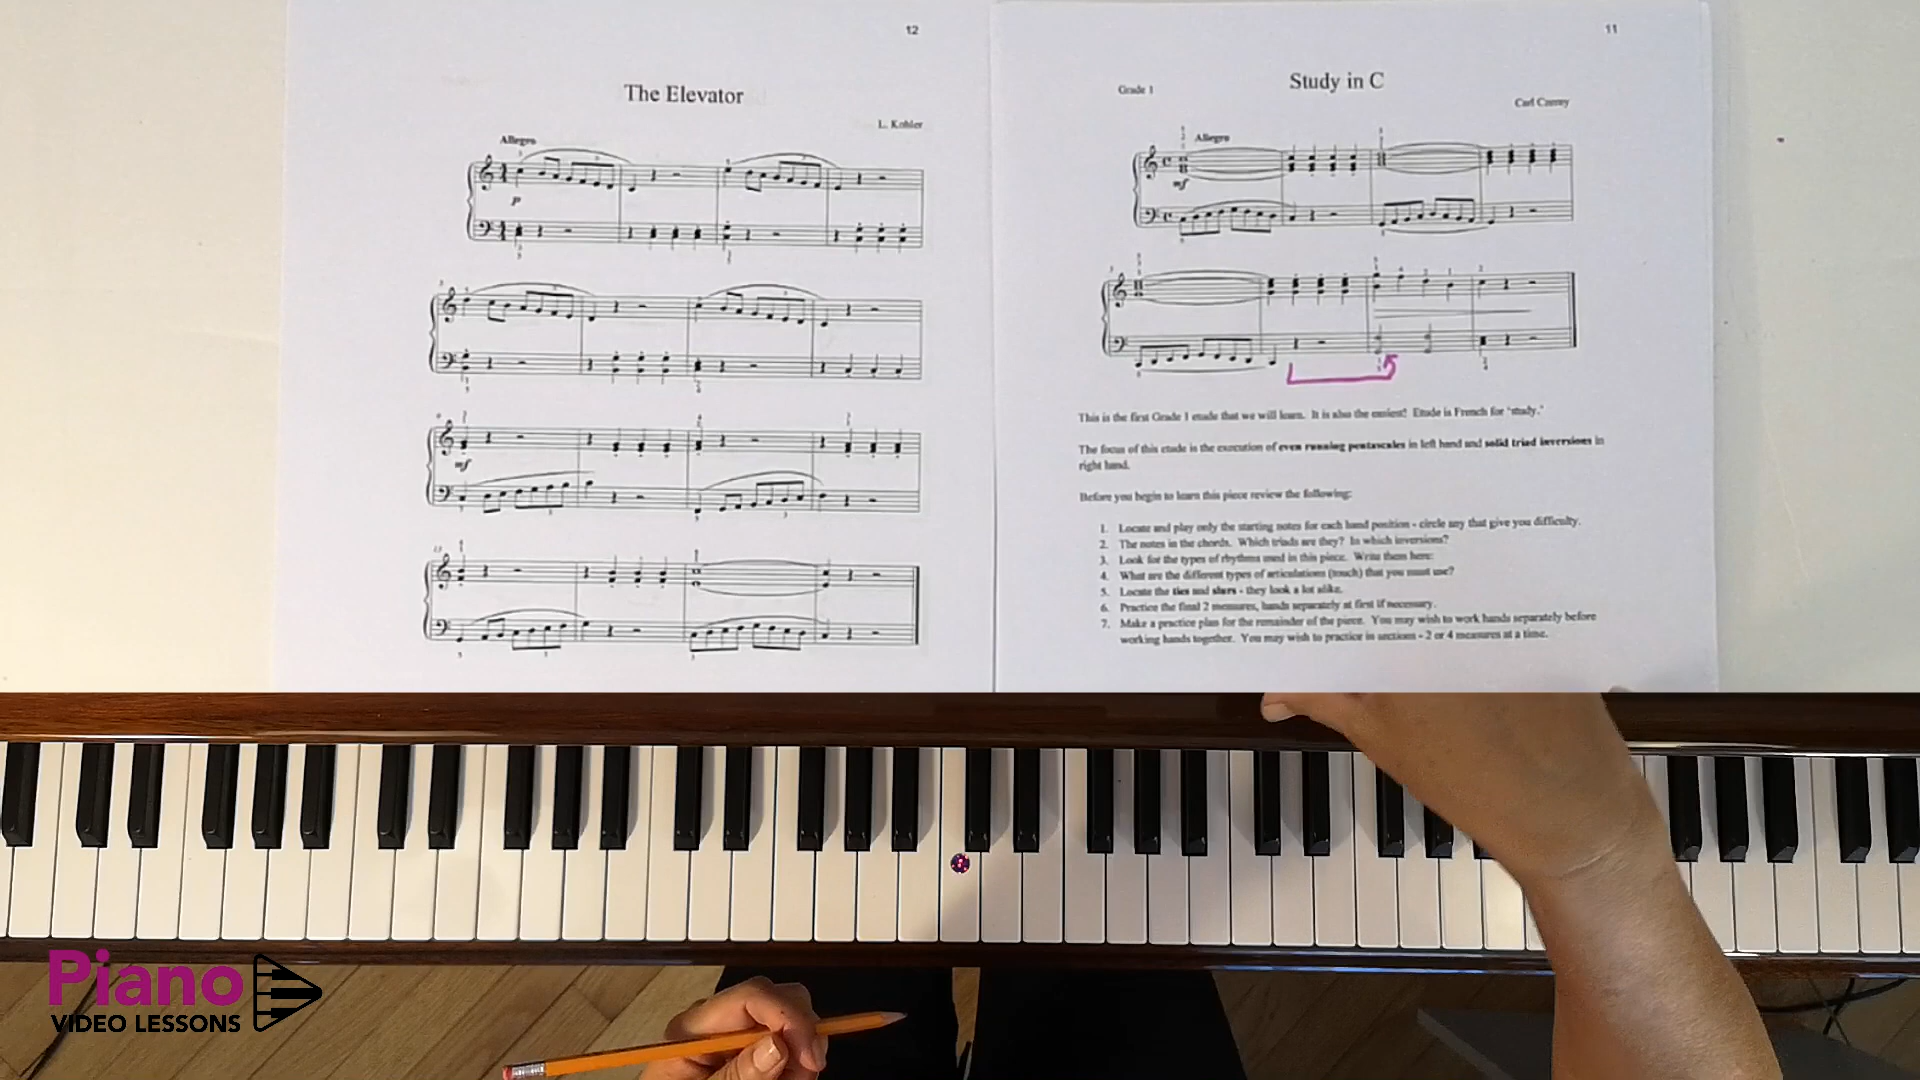 12
The Elevator
L. Kohler
Allegro
p
mf
11
Grade 1
Study in C
Carl Czerny
Allegro
mf
5
This is the first Grade 1 etude that we will learn. It is also the easiest! Etude is French for "study."
The focus of this etude is the execution of even running pentascales in left hand and solid triad inversions in
right hand.
Before you begin to learn this piece review the following:
1. Locate and play only the starting notes for each hand position - circle any that give you difficulty.
2. The notes in the chords. Which triads are they? In which inversions?
3. Look for the types of rhythms used in this piece. Write them here:
4. What are the different types of articulations (touch) that you must use?
5. Locate the ties and slurs - they look a lot alike.
6. Practice the final 2 measures, hands separately at first if necessary.
7. Make a practice plan for the remainder of the piece. You may wish to work hands separately before
working hands together. You may wish to practice in sections - 2 or 4 measures at a time.
Piano
VIDEO LESSONS